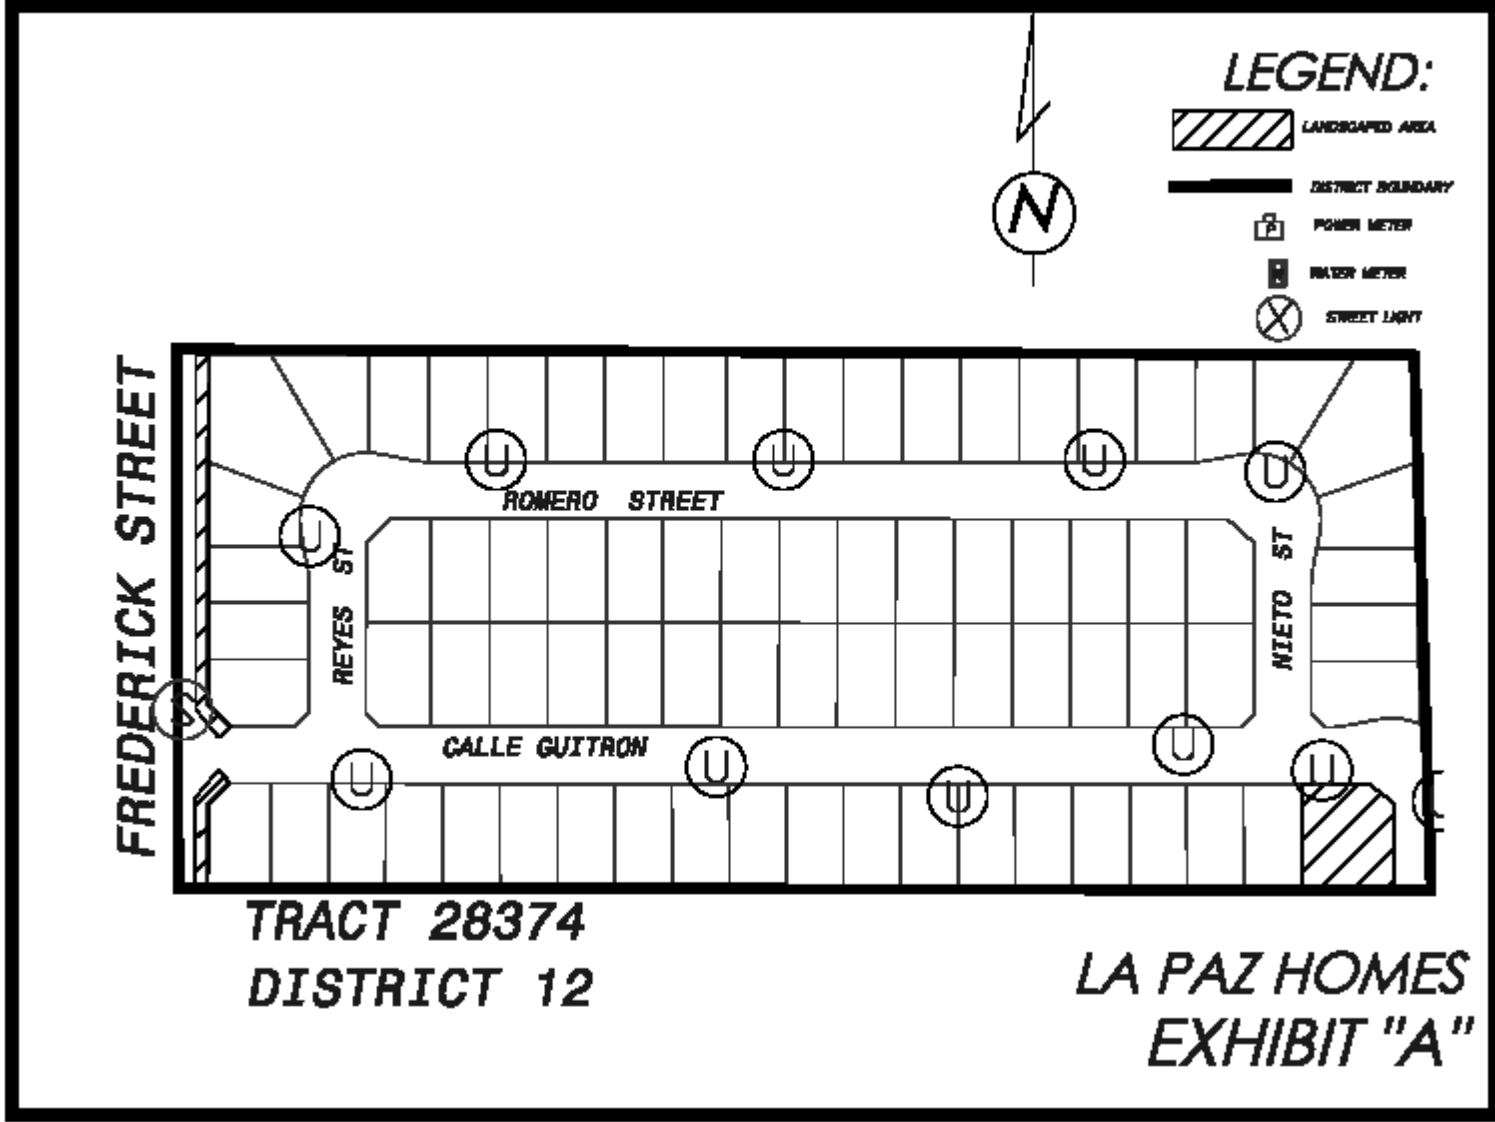 LEGEND:
LANDSCAPED AREA
DISTRICT BOUNDARY
N
P
POWER METER
WATER METER
STREET LIGHT
FREDERICK STREET
U
U
U
U
ROMERO STREET
U
REYES ST
NIETO ST
CALLE GUITRON
U
U
U
U
U
TRACT 28374
DISTRICT 12
LA PAZ HOMES
EXHIBIT "A"